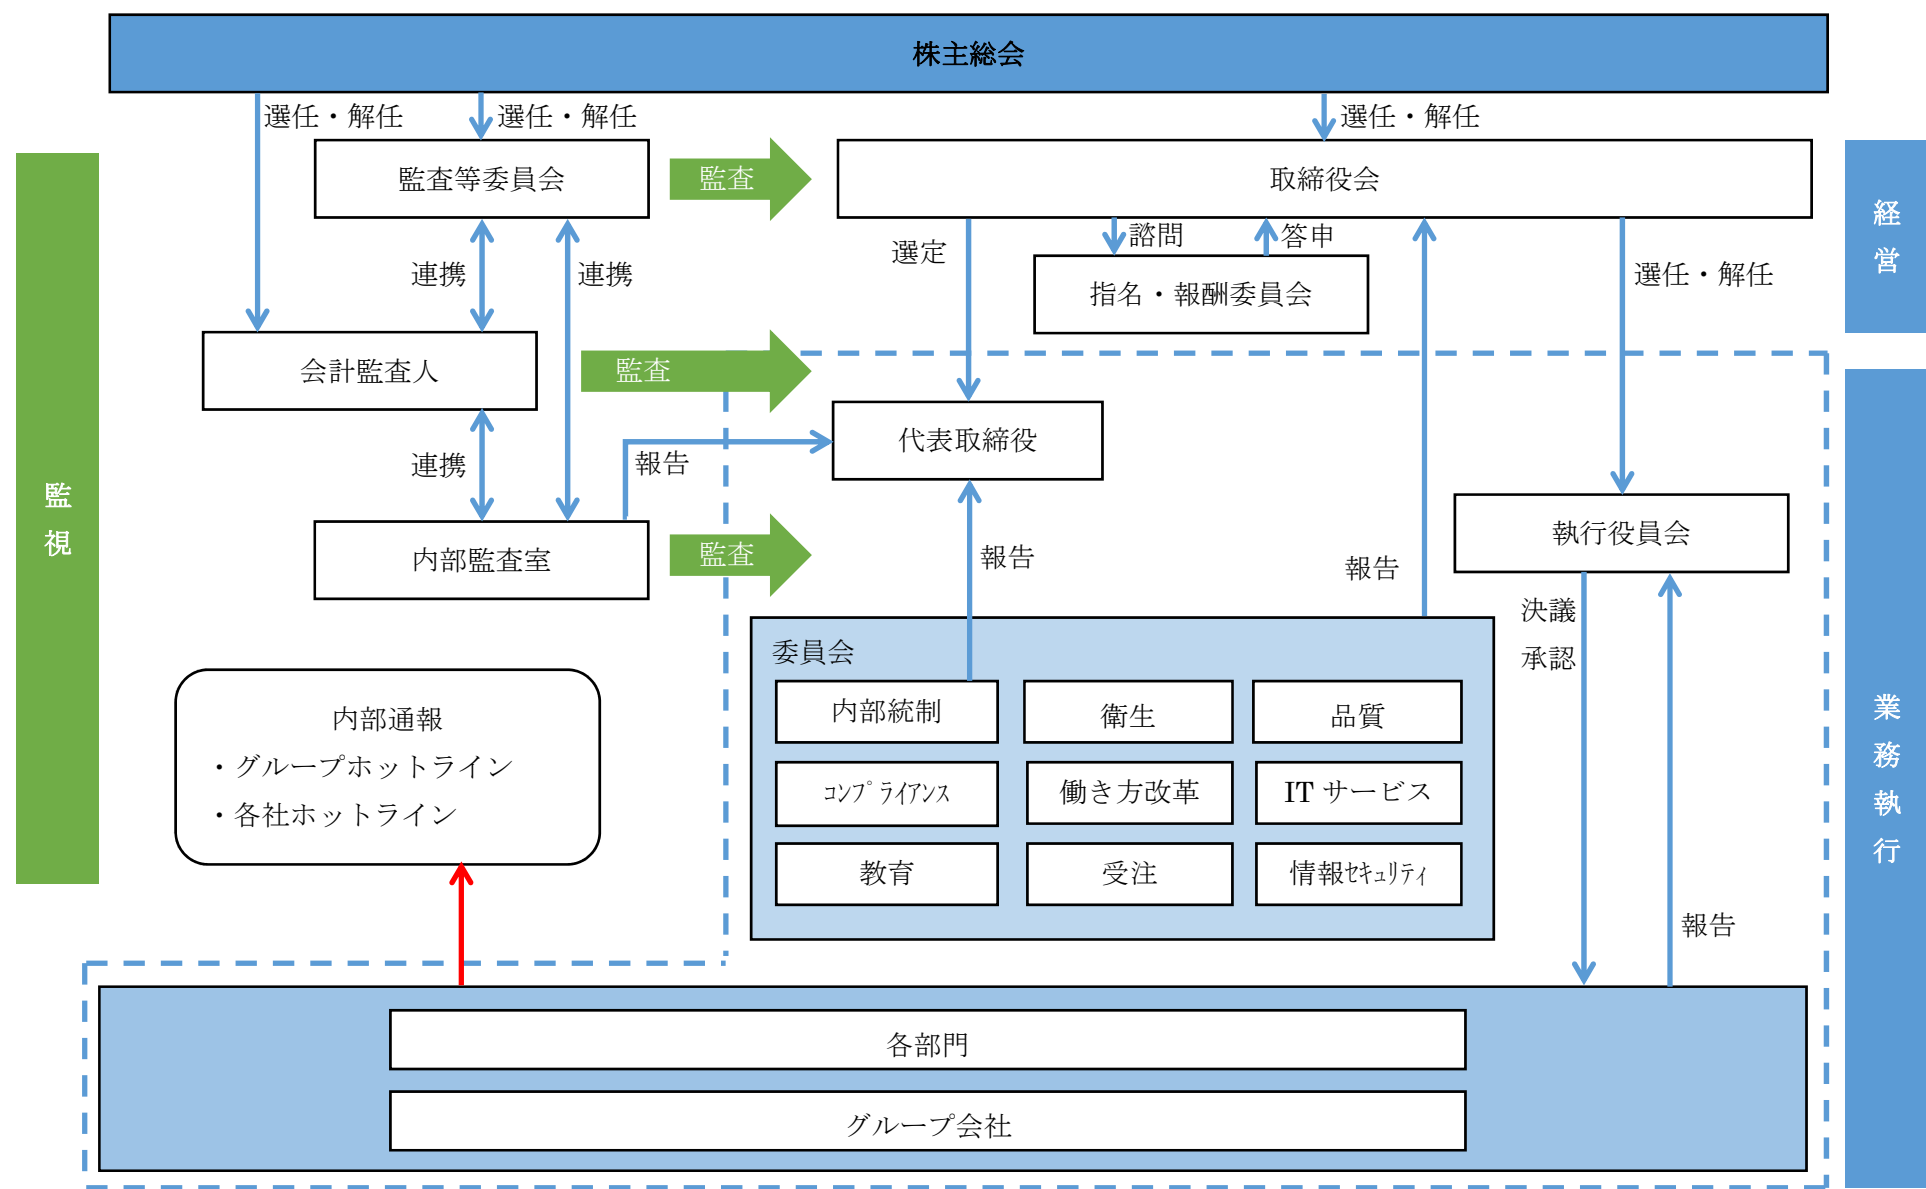 株主総会
選任・解任
選任・解任
選任・解任
監査等委員会
監査
取締役会
経
営
選定
諮問
答申
連携
連携
指名・報酬委員会
選任・解任
会計監査人
監査
代表取締役
連携
報告
監
視
内部監査室
監査
報告
報告
執行役員会
決議
承認
委員会
内部統制
衛生
品質
コンプライアンス
働き方改革
IT サービス
教育
受注
情報セキュリティ
内部通報
・グループホットライン
・各社ホットライン
業
務
執
行
報告
各部門
グループ会社